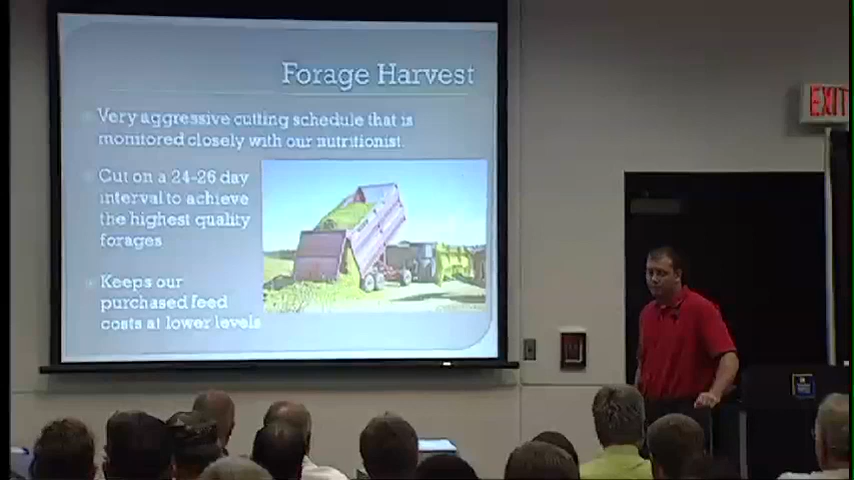 Forage Harvest
Very aggressive cutting schedule that is
monitored closely with our nutritionist.
Cut on a 24-26 day
interval to achieve
the highest quality
forages
Keeps our
purchased feed
costs at lower levels
EXIT